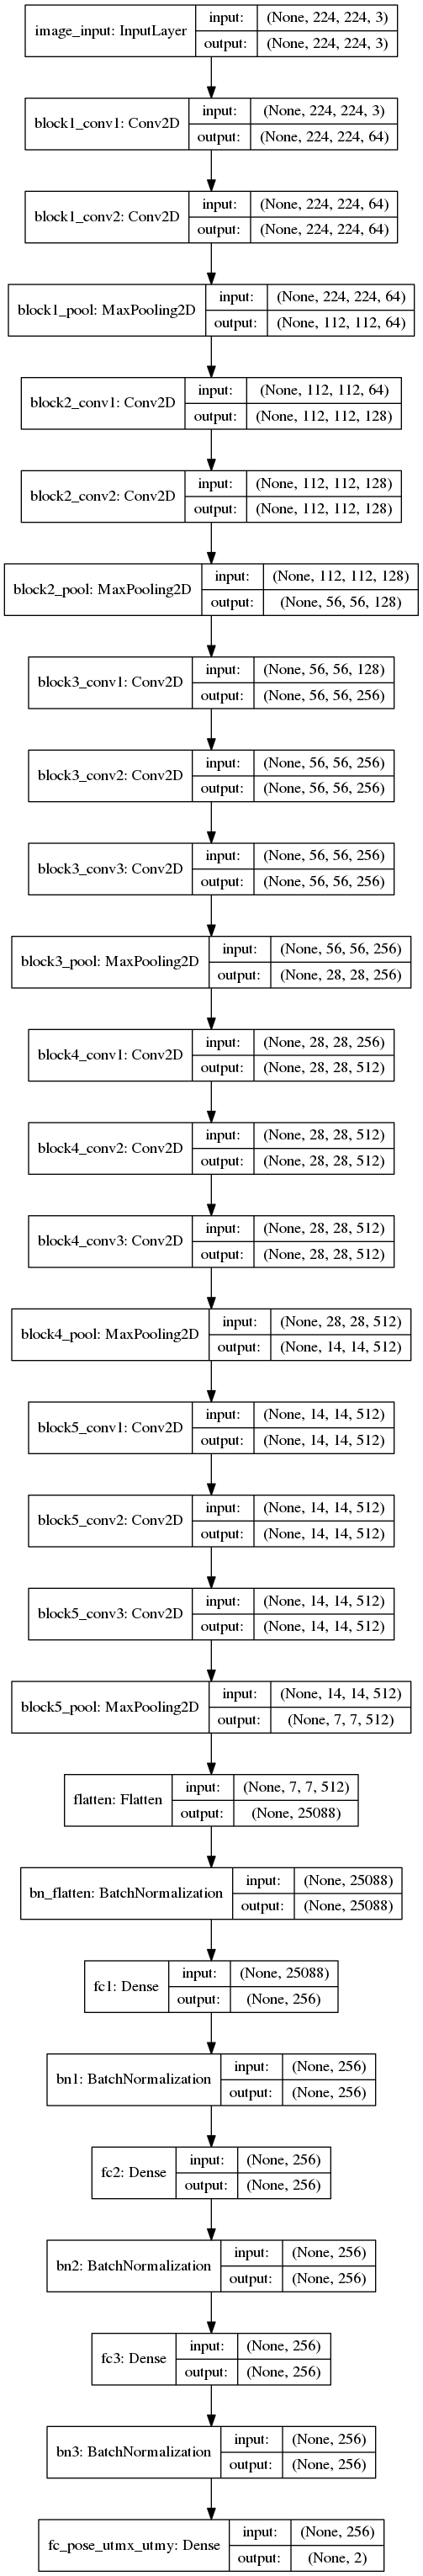 image_input: InputLayer
input: (None, 224, 224, 3)
output: (None, 224, 224, 3)
block1_conv1: Conv2D
input: (None, 224, 224, 3)
output: (None, 224, 224, 64)
block1_conv2: Conv2D
input: (None, 224, 224, 64)
output: (None, 224, 224, 64)
block1_pool: MaxPooling2D
input: (None, 224, 224, 64)
output: (None, 112, 112, 64)
block2_conv1: Conv2D
input: (None, 112, 112, 64)
output: (None, 112, 112, 128)
block2_conv2: Conv2D
input: (None, 112, 112, 128)
output: (None, 112, 112, 128)
block2_pool: MaxPooling2D
input: (None, 112, 112, 128)
output: (None, 56, 56, 128)
block3_conv1: Conv2D
input: (None, 56, 56, 128)
output: (None, 56, 56, 256)
block3_conv2: Conv2D
input: (None, 56, 56, 256)
output: (None, 56, 56, 256)
block3_conv3: Conv2D
input: (None, 56, 56, 256)
output: (None, 56, 56, 256)
block3_pool: MaxPooling2D
input: (None, 56, 56, 256)
output: (None, 28, 28, 256)
block4_conv1: Conv2D
input: (None, 28, 28, 256)
output: (None, 28, 28, 512)
block4_conv2: Conv2D
input: (None, 28, 28, 512)
output: (None, 28, 28, 512)
block4_conv3: Conv2D
input: (None, 28, 28, 512)
output: (None, 28, 28, 512)
block4_pool: MaxPooling2D
input: (None, 28, 28, 512)
output: (None, 14, 14, 512)
block5_conv1: Conv2D
input: (None, 14, 14, 512)
output: (None, 14, 14, 512)
block5_conv2: Conv2D
input: (None, 14, 14, 512)
output: (None, 14, 14, 512)
block5_conv3: Conv2D
input: (None, 14, 14, 512)
output: (None, 14, 14, 512)
block5_pool: MaxPooling2D
input: (None, 14, 14, 512)
output: (None, 7, 7, 512)
flatten: Flatten
input: (None, 7, 7, 512)
output: (None, 25088)
bn_flatten: BatchNormalization
input: (None, 25088)
output: (None, 25088)
fc1: Dense
input: (None, 25088)
output: (None, 256)
bn1: BatchNormalization
input: (None, 256)
output: (None, 256)
fc2: Dense
input: (None, 256)
output: (None, 256)
bn2: BatchNormalization
input: (None, 256)
output: (None, 256)
fc3: Dense
input: (None, 256)
output: (None, 256)
bn3: BatchNormalization
input: (None, 256)
output: (None, 256)
fc_pose_utmx_utmy: Dense
input: (None, 256)
output: (None, 2)